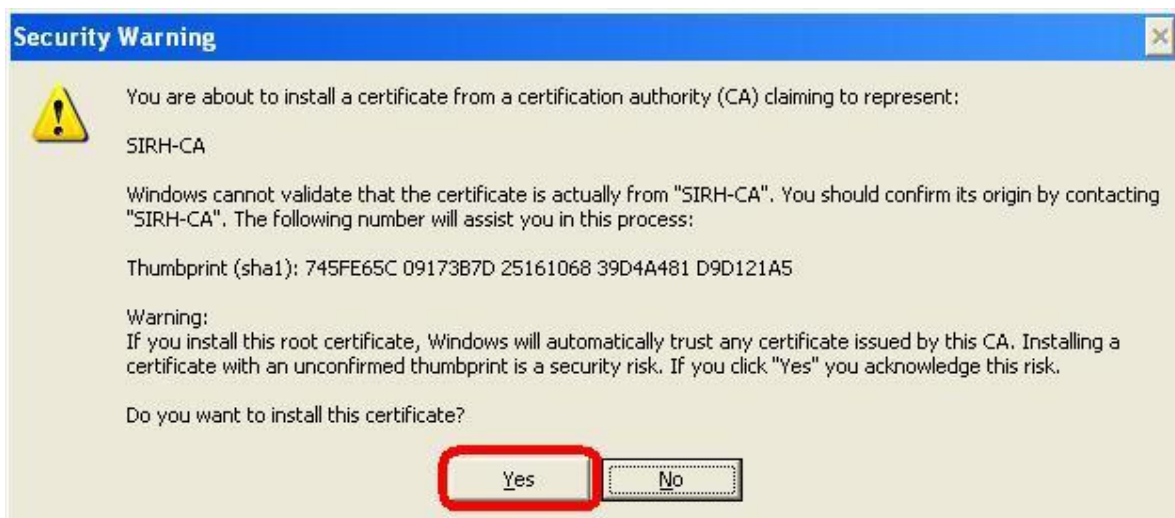 Security Warning
You are about to install a certificate from a certification authority (CA) claiming to represent:
SIRH-CA
Windows cannot validate that the certificate is actually from "SIRH-CA". You should confirm its origin by contacting
"SIRH-CA". The following number will assist you in this process:
Thumbprint (sha1): 745FE65C 09173B7D 25161068 39D4A481 D9D121A5
Warning:
If you install this root certificate, Windows will automatically trust any certificate issued by this CA. Installing a
certificate with an unconfirmed thumbprint is a security risk. If you click "Yes" you acknowledge this risk.
Do you want to install this certificate?
Yes No